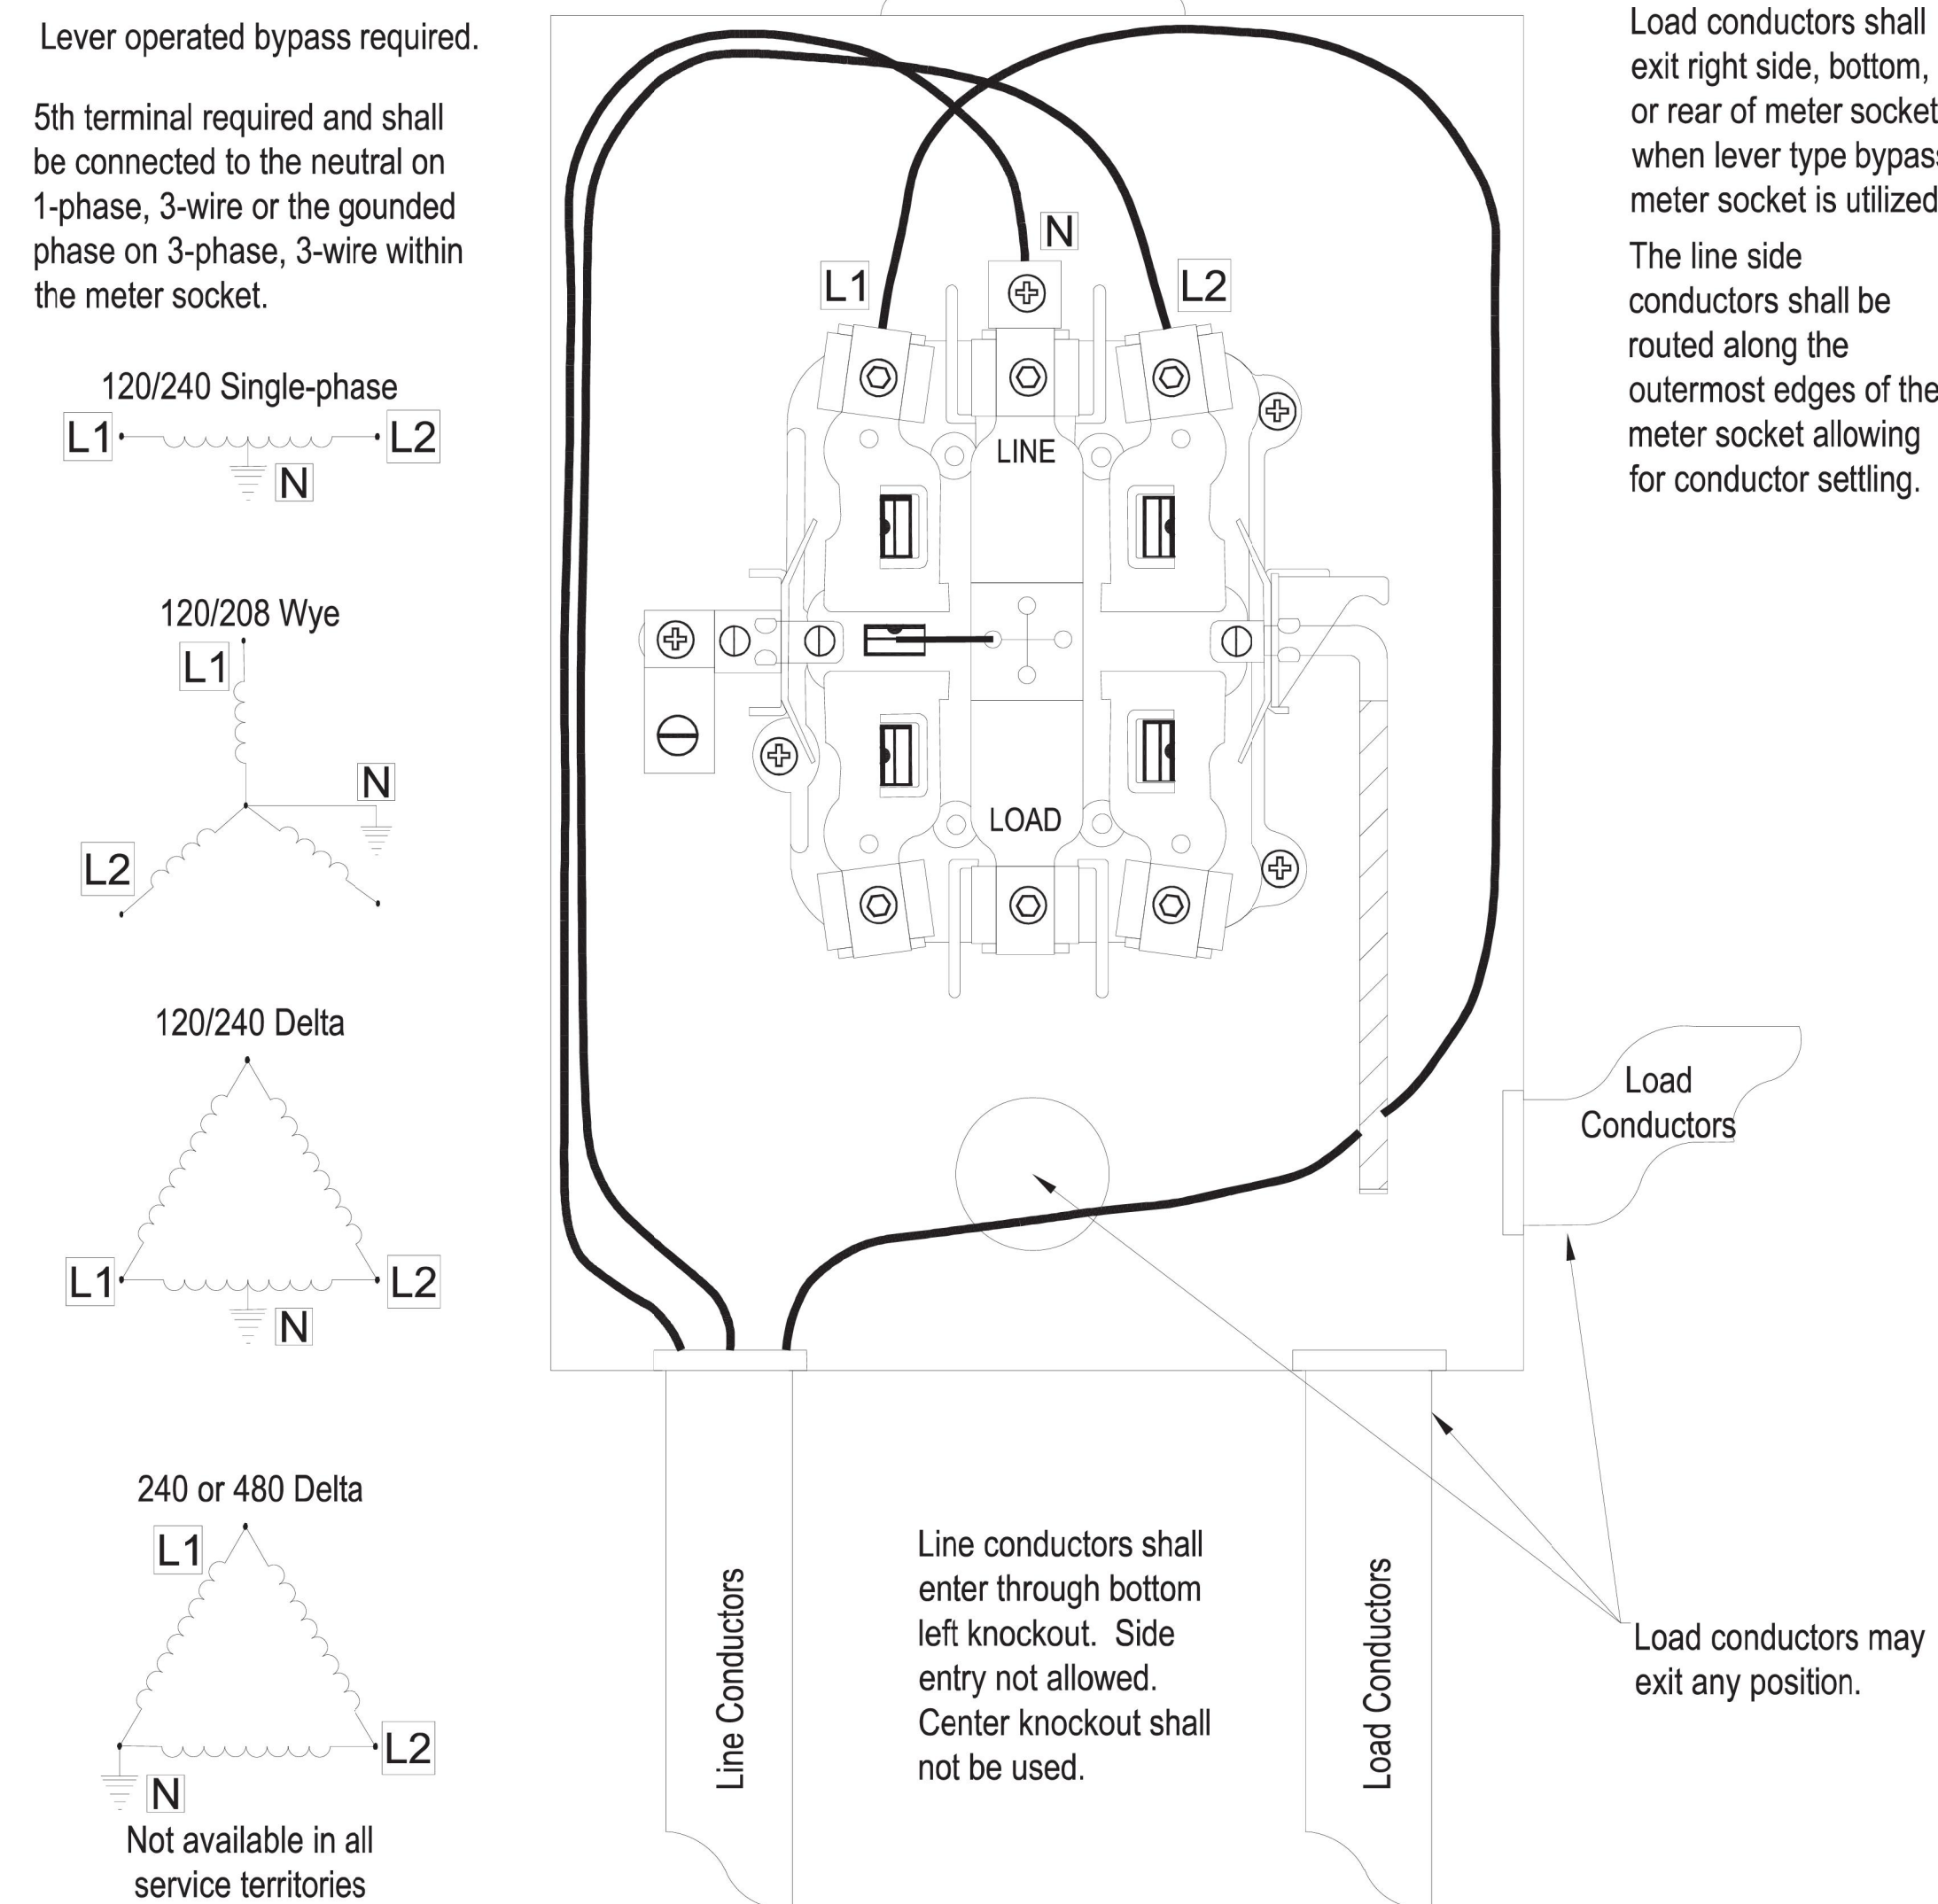 Lever operated bypass required.
5th terminal required and shall
be connected to the neutral on
1-phase, 3-wire or the gounded
phase on 3-phase, 3-wire within
the meter socket.
120/240 Single-phase
L1
L2
N
120/208 Wye
L1
N
L2
120/240 Delta
L1
L2
N
240 or 480 Delta
L1
L2
N
Not available in all
service territories
N
L1
L2
LINE
LOAD
Line Conductors
Line conductors shall
enter through bottom
left knockout. Side
entry not allowed.
Center knockout shall
not be used.
Load Conductors
Load conductors shall
exit right side, bottom,
or rear of meter socket
when lever type bypass
meter socket is utilized
The line side
conductors shall be
routed along the
outermost edges of the
meter socket allowing
for conductor settling.
Load
Conductors
Load conductors may
exit any position.